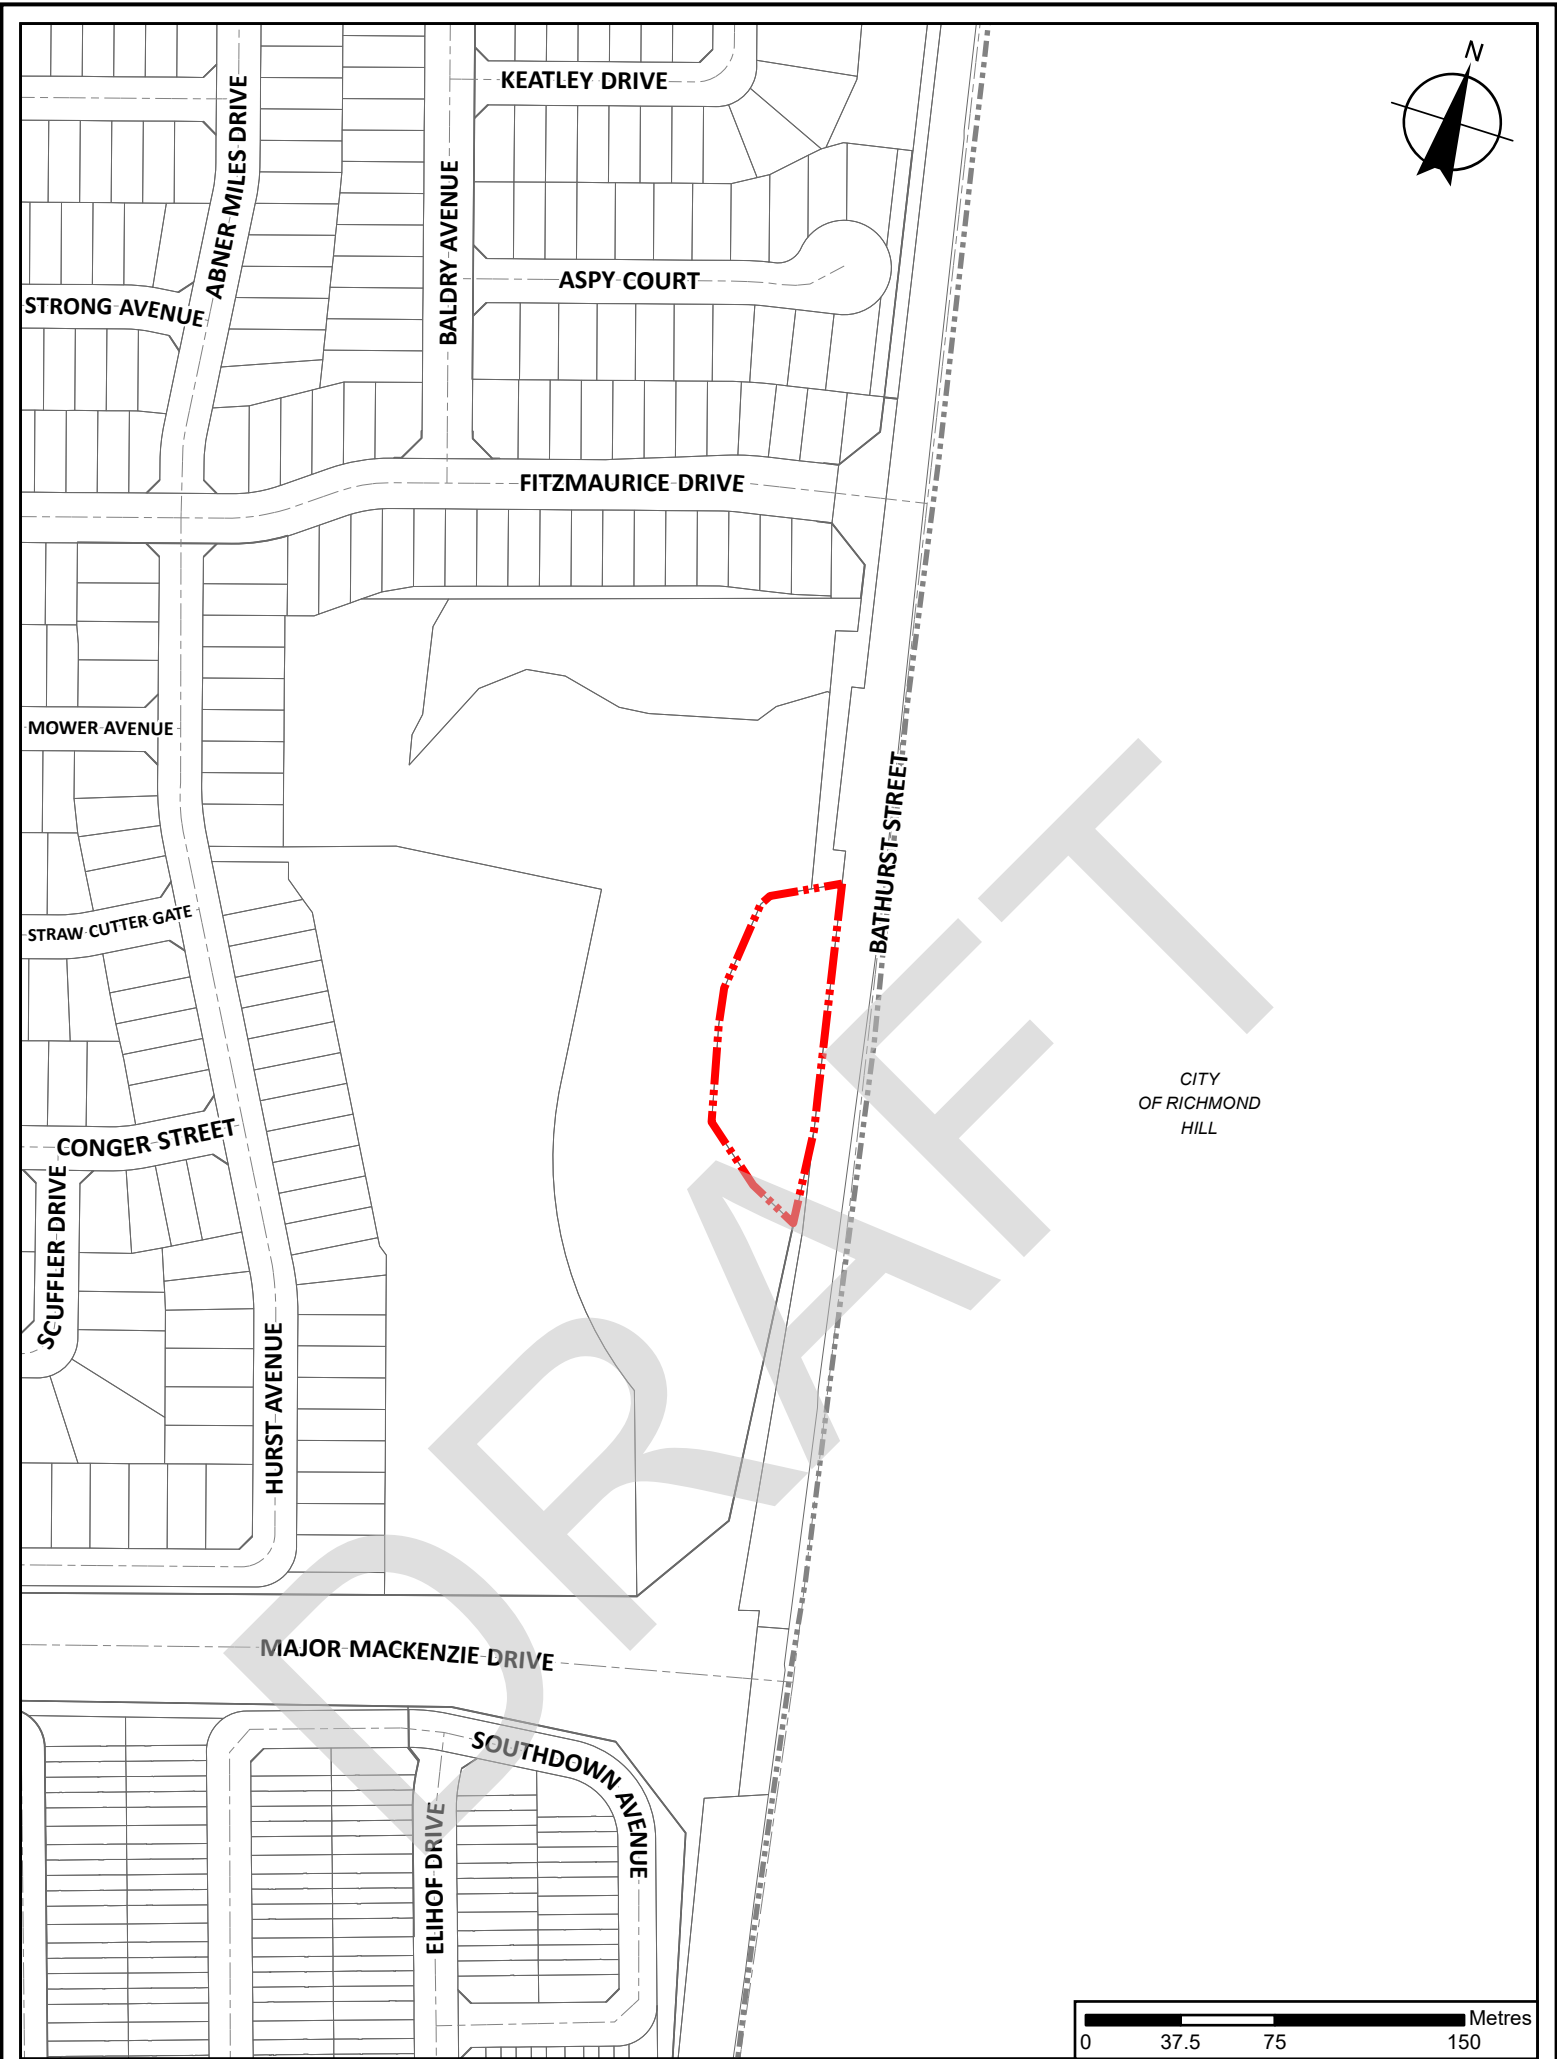 N
KEATLEY DRIVE
ABNER MILES DRIVE
BALDRY AVENUE
ASPY COURT
STRONG AVENUE
FITZMAURICE DRIVE
MOWER AVENUE
BATHURST STREET
STRAW CUTTER GATE
CITY
OF RICHMOND
HILL
CONGER STREET
SCUFFLER DRIVE
HURST AVENUE
DRAFT
MAJOR MACKENZIE DRIVE
SOUTHDOWN AVENUE
ELIHOF DRIVE
Metres
0 37.5 75 150